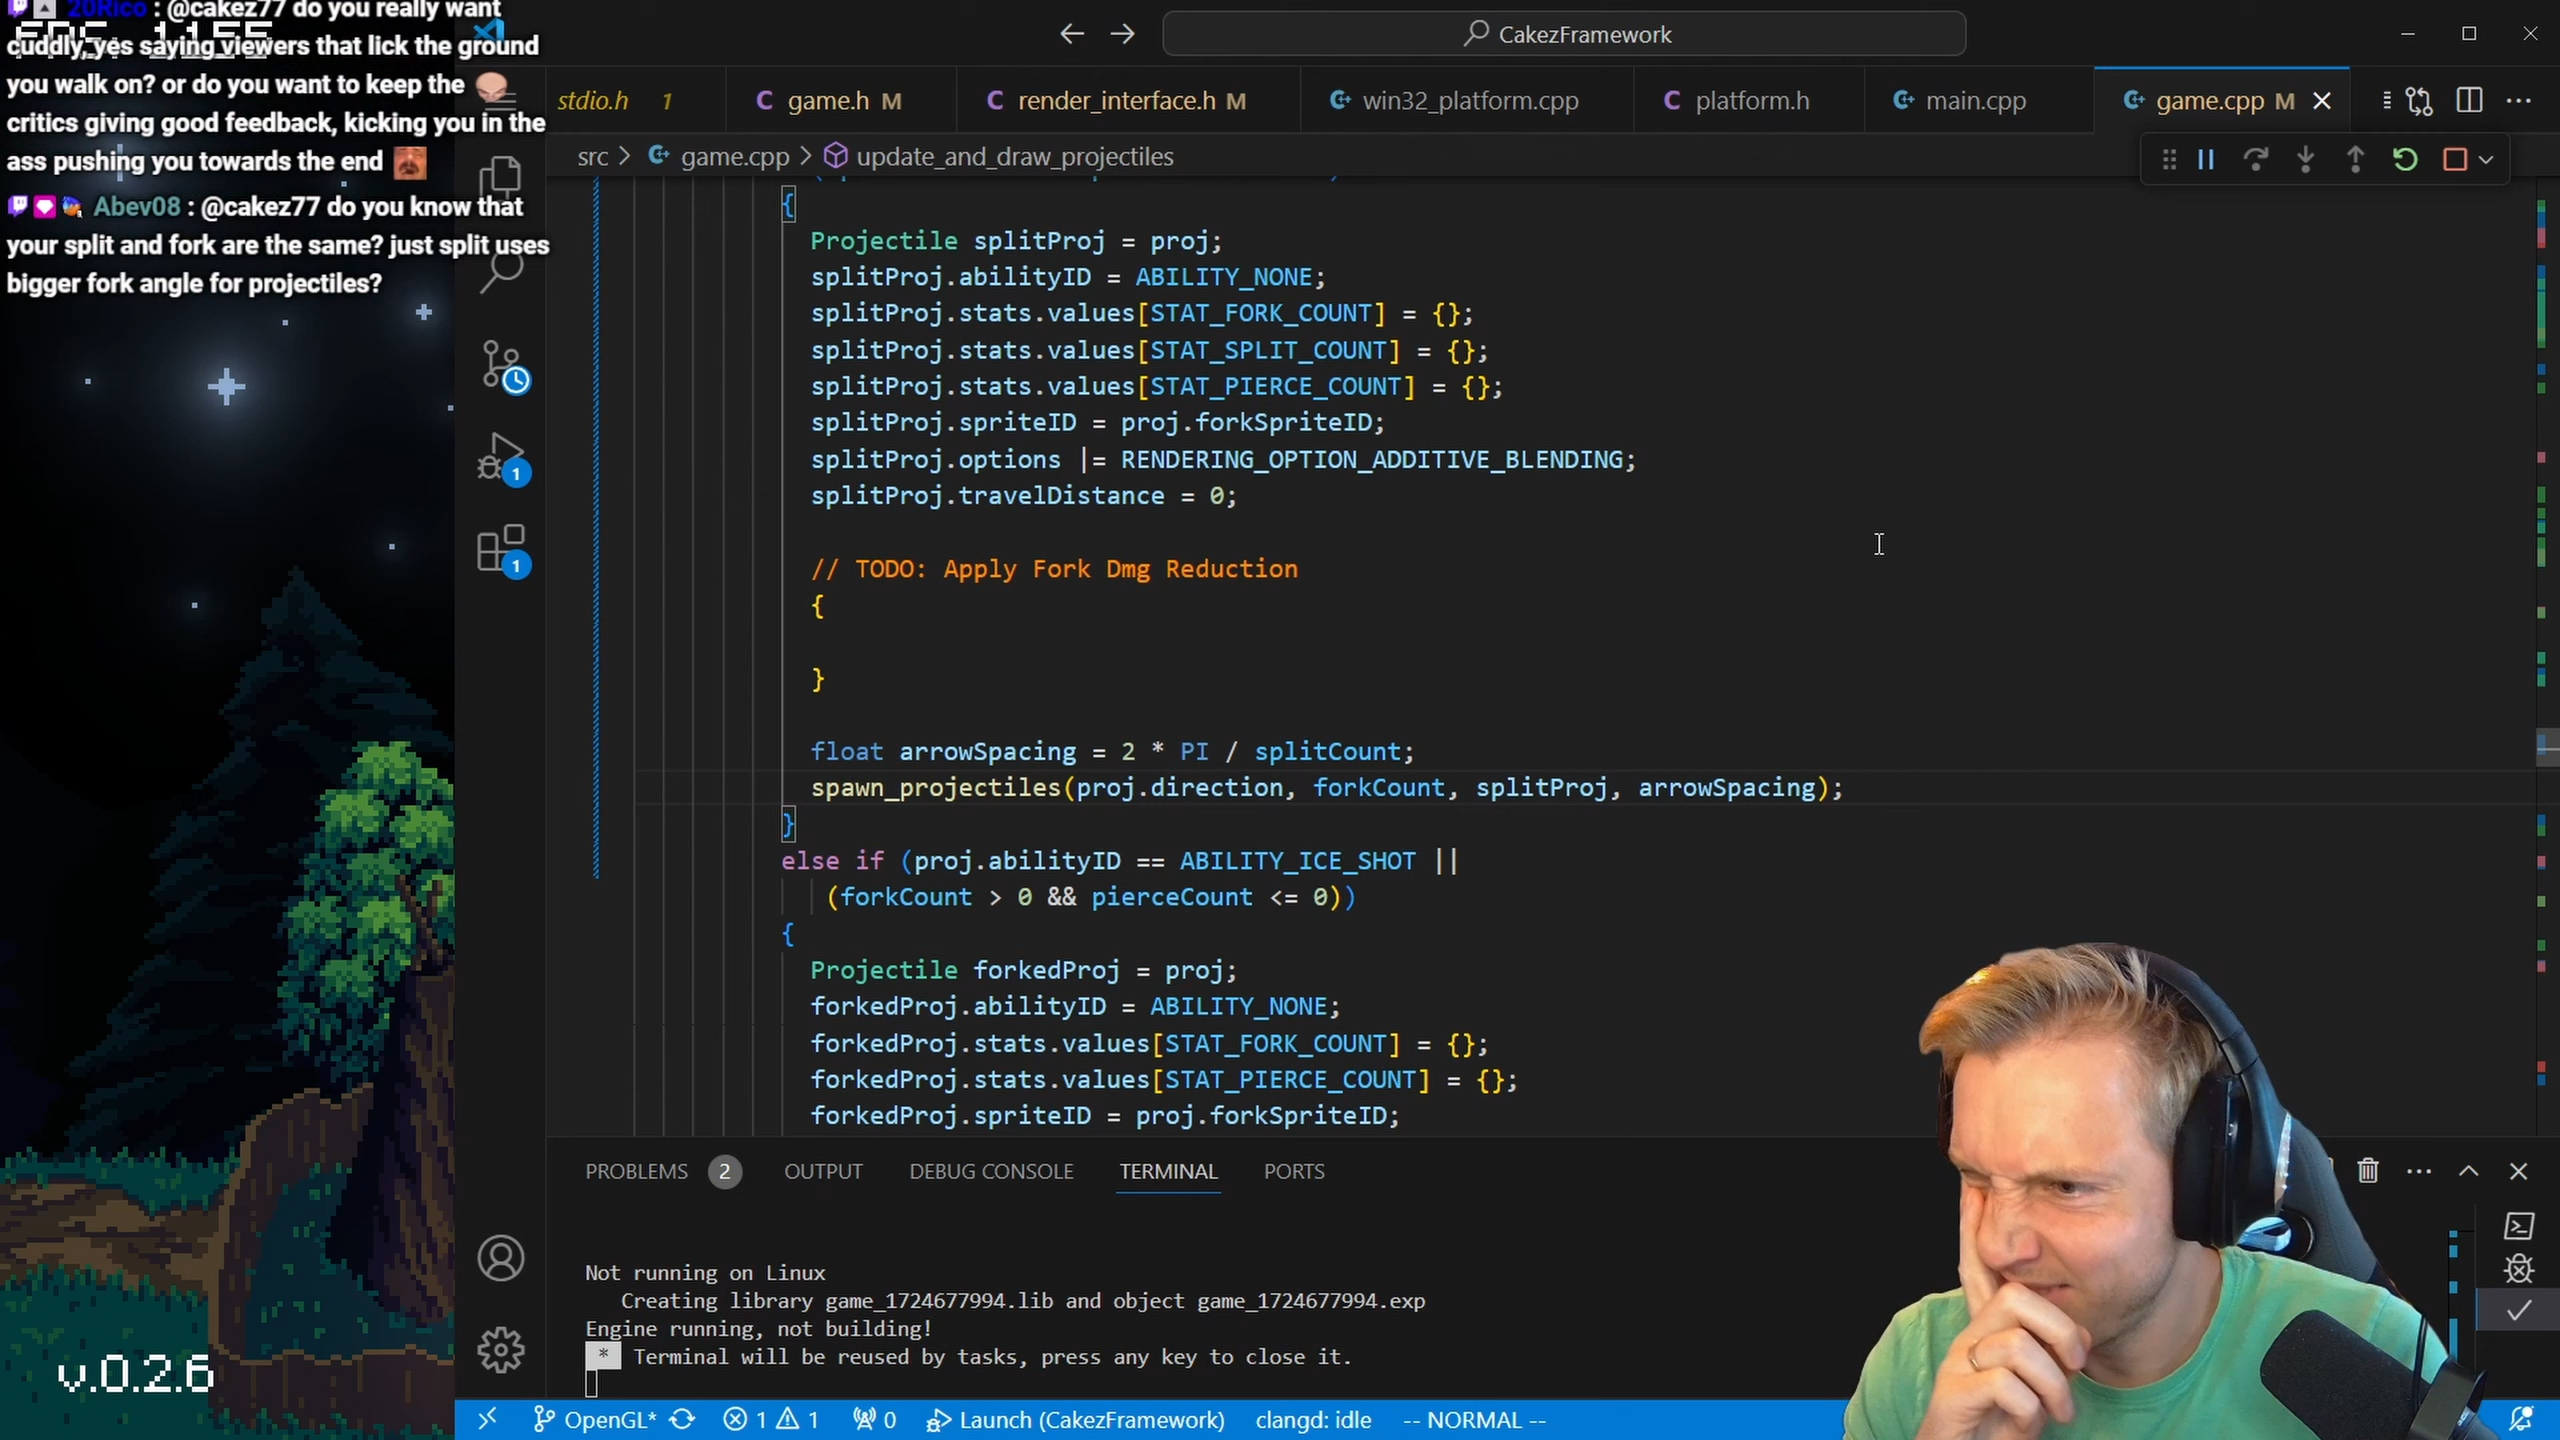 20Rico : @cakez77 do you really want
cuddly, yes saying viewers that lick the ground
you walk on? or do you want to keep the
critics giving good feedback, kicking you in the
ass pushing you towards the end
Abev08 : @cakez77 do you know that
your split and fork are the same? just split uses
bigger fork angle for projectiles?
v.0.2.6
CakezFramework
stdio.h 1
game.h M
render_interface.h M
win32_platform.cpp
platform.h
main.cpp
game.cpp M
src > game.cpp > update_and_draw_projectiles
{
Projectile splitProj = proj;
splitProj.abilityID = ABILITY_NONE;
splitProj.stats.values[STAT_FORK_COUNT] = {};
splitProj.stats.values[STAT_SPLIT_COUNT] = {};
splitProj.stats.values[STAT_PIERCE_COUNT] = {};
splitProj.spriteID = proj.forkSpriteID;
splitProj.options |= RENDERING_OPTION_ADDITIVE_BLENDING;
splitProj.travelDistance = 0;
// TODO: Apply Fork Dmg Reduction
{
}
float arrowSpacing = 2 * PI / splitCount;
spawn_projectiles(proj.direction, forkCount, splitProj, arrowSpacing);
}
else if (proj.abilityID == ABILITY_ICE_SHOT ||
(forkCount > 0 && pierceCount <= 0))
{
Projectile forkedProj = proj;
forkedProj.abilityID = ABILITY_NONE;
forkedProj.stats.values[STAT_FORK_COUNT] = {};
forkedProj.stats.values[STAT_PIERCE_COUNT] = {};
forkedProj.spriteID = proj.forkSpriteID;
1
1
PROBLEMS 2 OUTPUT DEBUG CONSOLE TERMINAL PORTS
Not running on Linux
Creating library game_1724677994.lib and object game_1724677994.exp
Engine running, not building!
* Terminal will be reused by tasks, press any key to close it.
OpenGL* 1 1 0 Launch (CakezFramework) clangd: idle -- NORMAL --